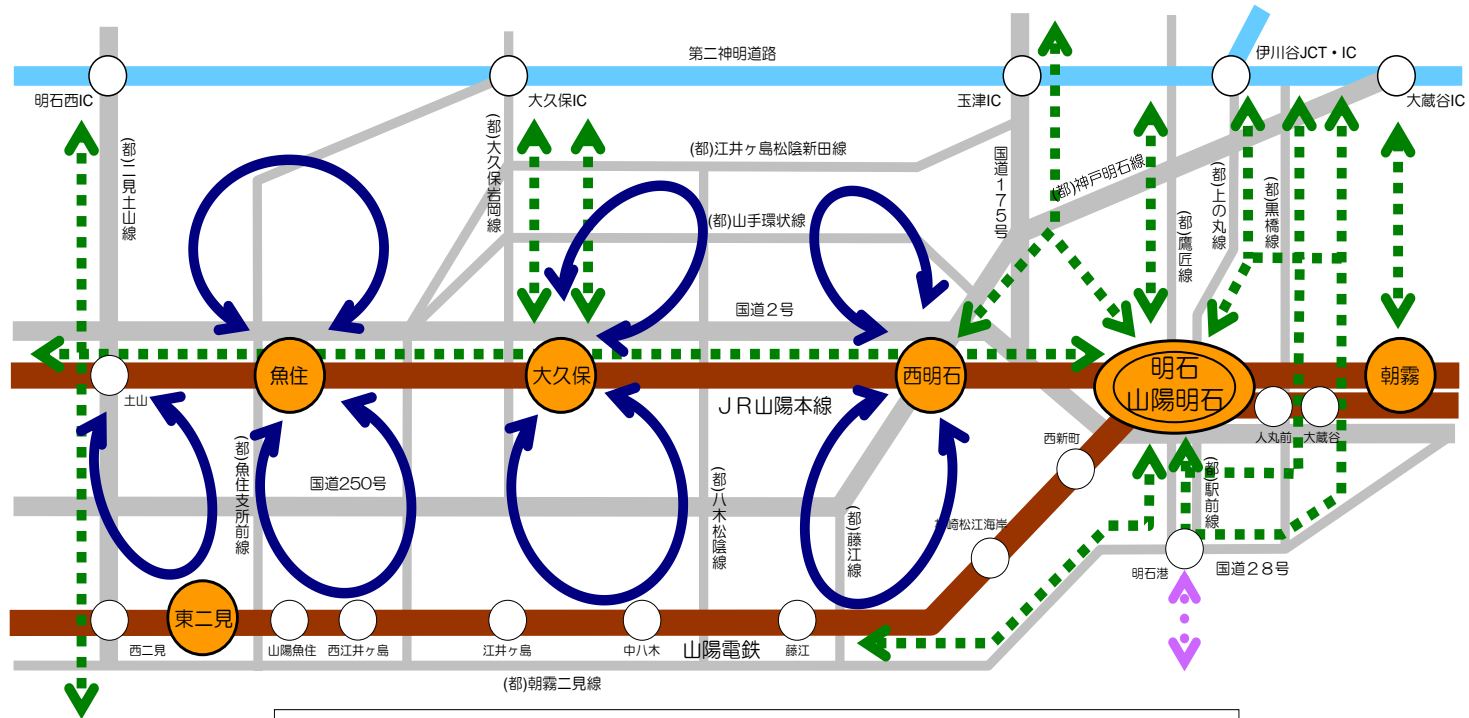 第二神明道路
伊川谷JCT・IC
明石西IC
大久保IC
玉津IC
大蔵谷IC
(都)二見土山線
(都)大久保岩岡線
(都)江井ヶ島松陰新田線
国道１７５号
(都)神戸明石線
(都)上の丸線
(都)黒橋線
(都)山手環状線
(都)鷹匠線
国道２号
魚住
大久保
西明石
明石
山陽明石
朝霧
土山
ＪＲ山陽本線
人丸前
大蔵谷
西新町
(都)魚住支所前線
国道250号
(都)八木松陰線
(都)藤江線
崎松江海岸
(都)駅前線
明石港
国道２８号
東二見
西二見
山陽魚住
西江井ヶ島
江井ヶ島
中八木
山陽電鉄
藤江
(都)朝霧二見線